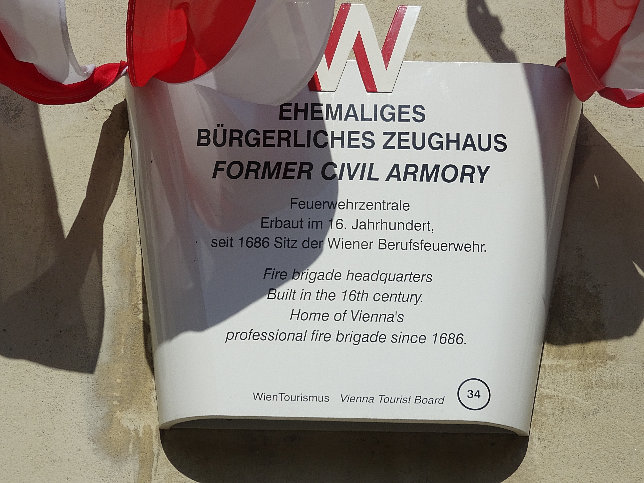 W
EHEMALIGES
BÜRGERLICHES ZEUGHAUS
FORMER CIVIL ARMORY
Feuerwehrzentrale
Erbaut im 16. Jahrhundert,
seit 1686 Sitz der Wiener Berufsfeuerwehr.
Fire brigade headquarters
Built in the 16th century.
Home of Vienna's
professional fire brigade since 1686.
WienTourismus Vienna Tourist Board 34